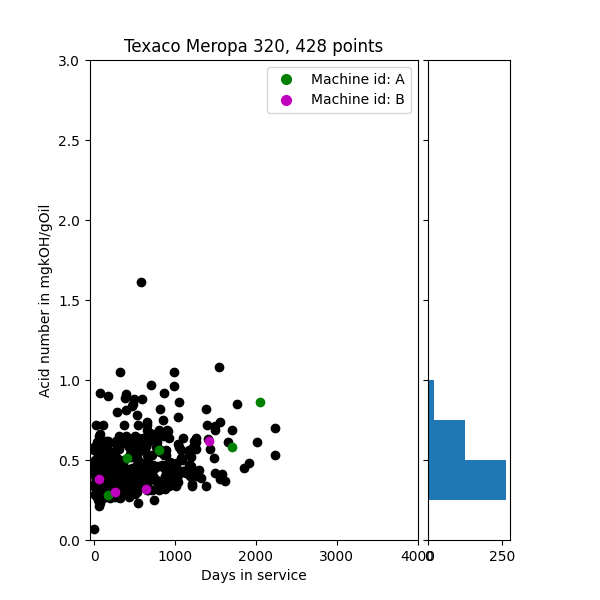 Texaco Meropa 320, 428 points
Machine id: A
Machine id: B
Acid number in mgkOH/gOil
3.0
2.5
2.0
1.5
1.0
0.5
0.0
0 1000 2000 3000 4000
0 250
Days in service